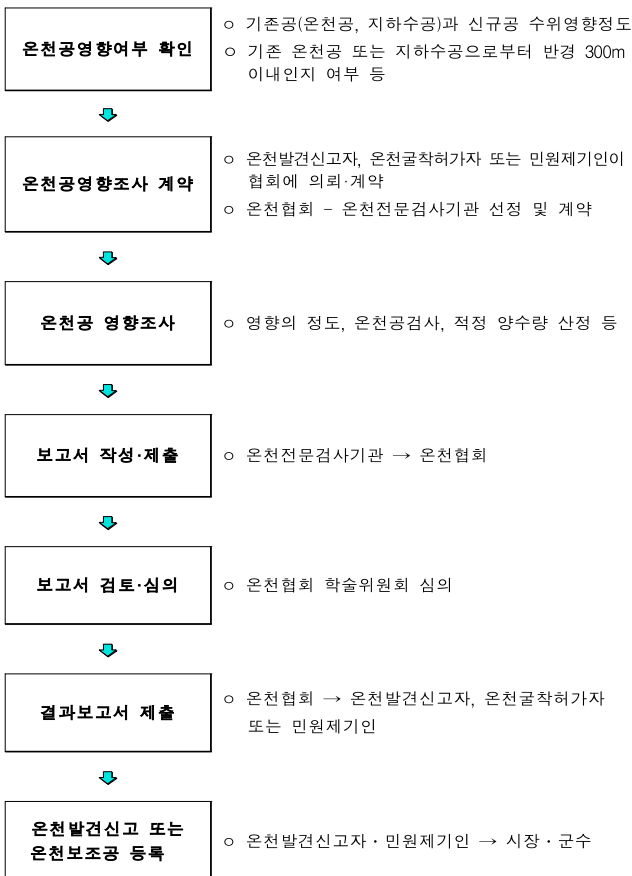 온천공영향여부 확인
ㅇ 기존공(온천공, 지하수공)과 신규공 수위영향정도
ㅇ 기존 온천공 또는 지하수공으로부터 반경 300m
이내인지 여부 등
온천공영향조사 계약
ㅇ 온천발견신고자, 온천굴착허가자 또는 민원제기인이
협회에 의뢰·계약
ㅇ 온천협회 – 온천전문검사기관 선정 및 계약
온천공 영향조사
ㅇ 영향의 정도, 온천공검사, 적정 양수량 산정 등
보고서 작성·제출
ㅇ 온천전문검사기관 → 온천협회
보고서 검토·심의
ㅇ 온천협회 학술위원회 심의
결과보고서 제출
ㅇ 온천협회 → 온천발견신고자, 온천굴착허가자
또는 민원제기인
온천발견신고 또는
온천보조공 등록
ㅇ 온천발견신고자·민원제기인 → 시장·군수